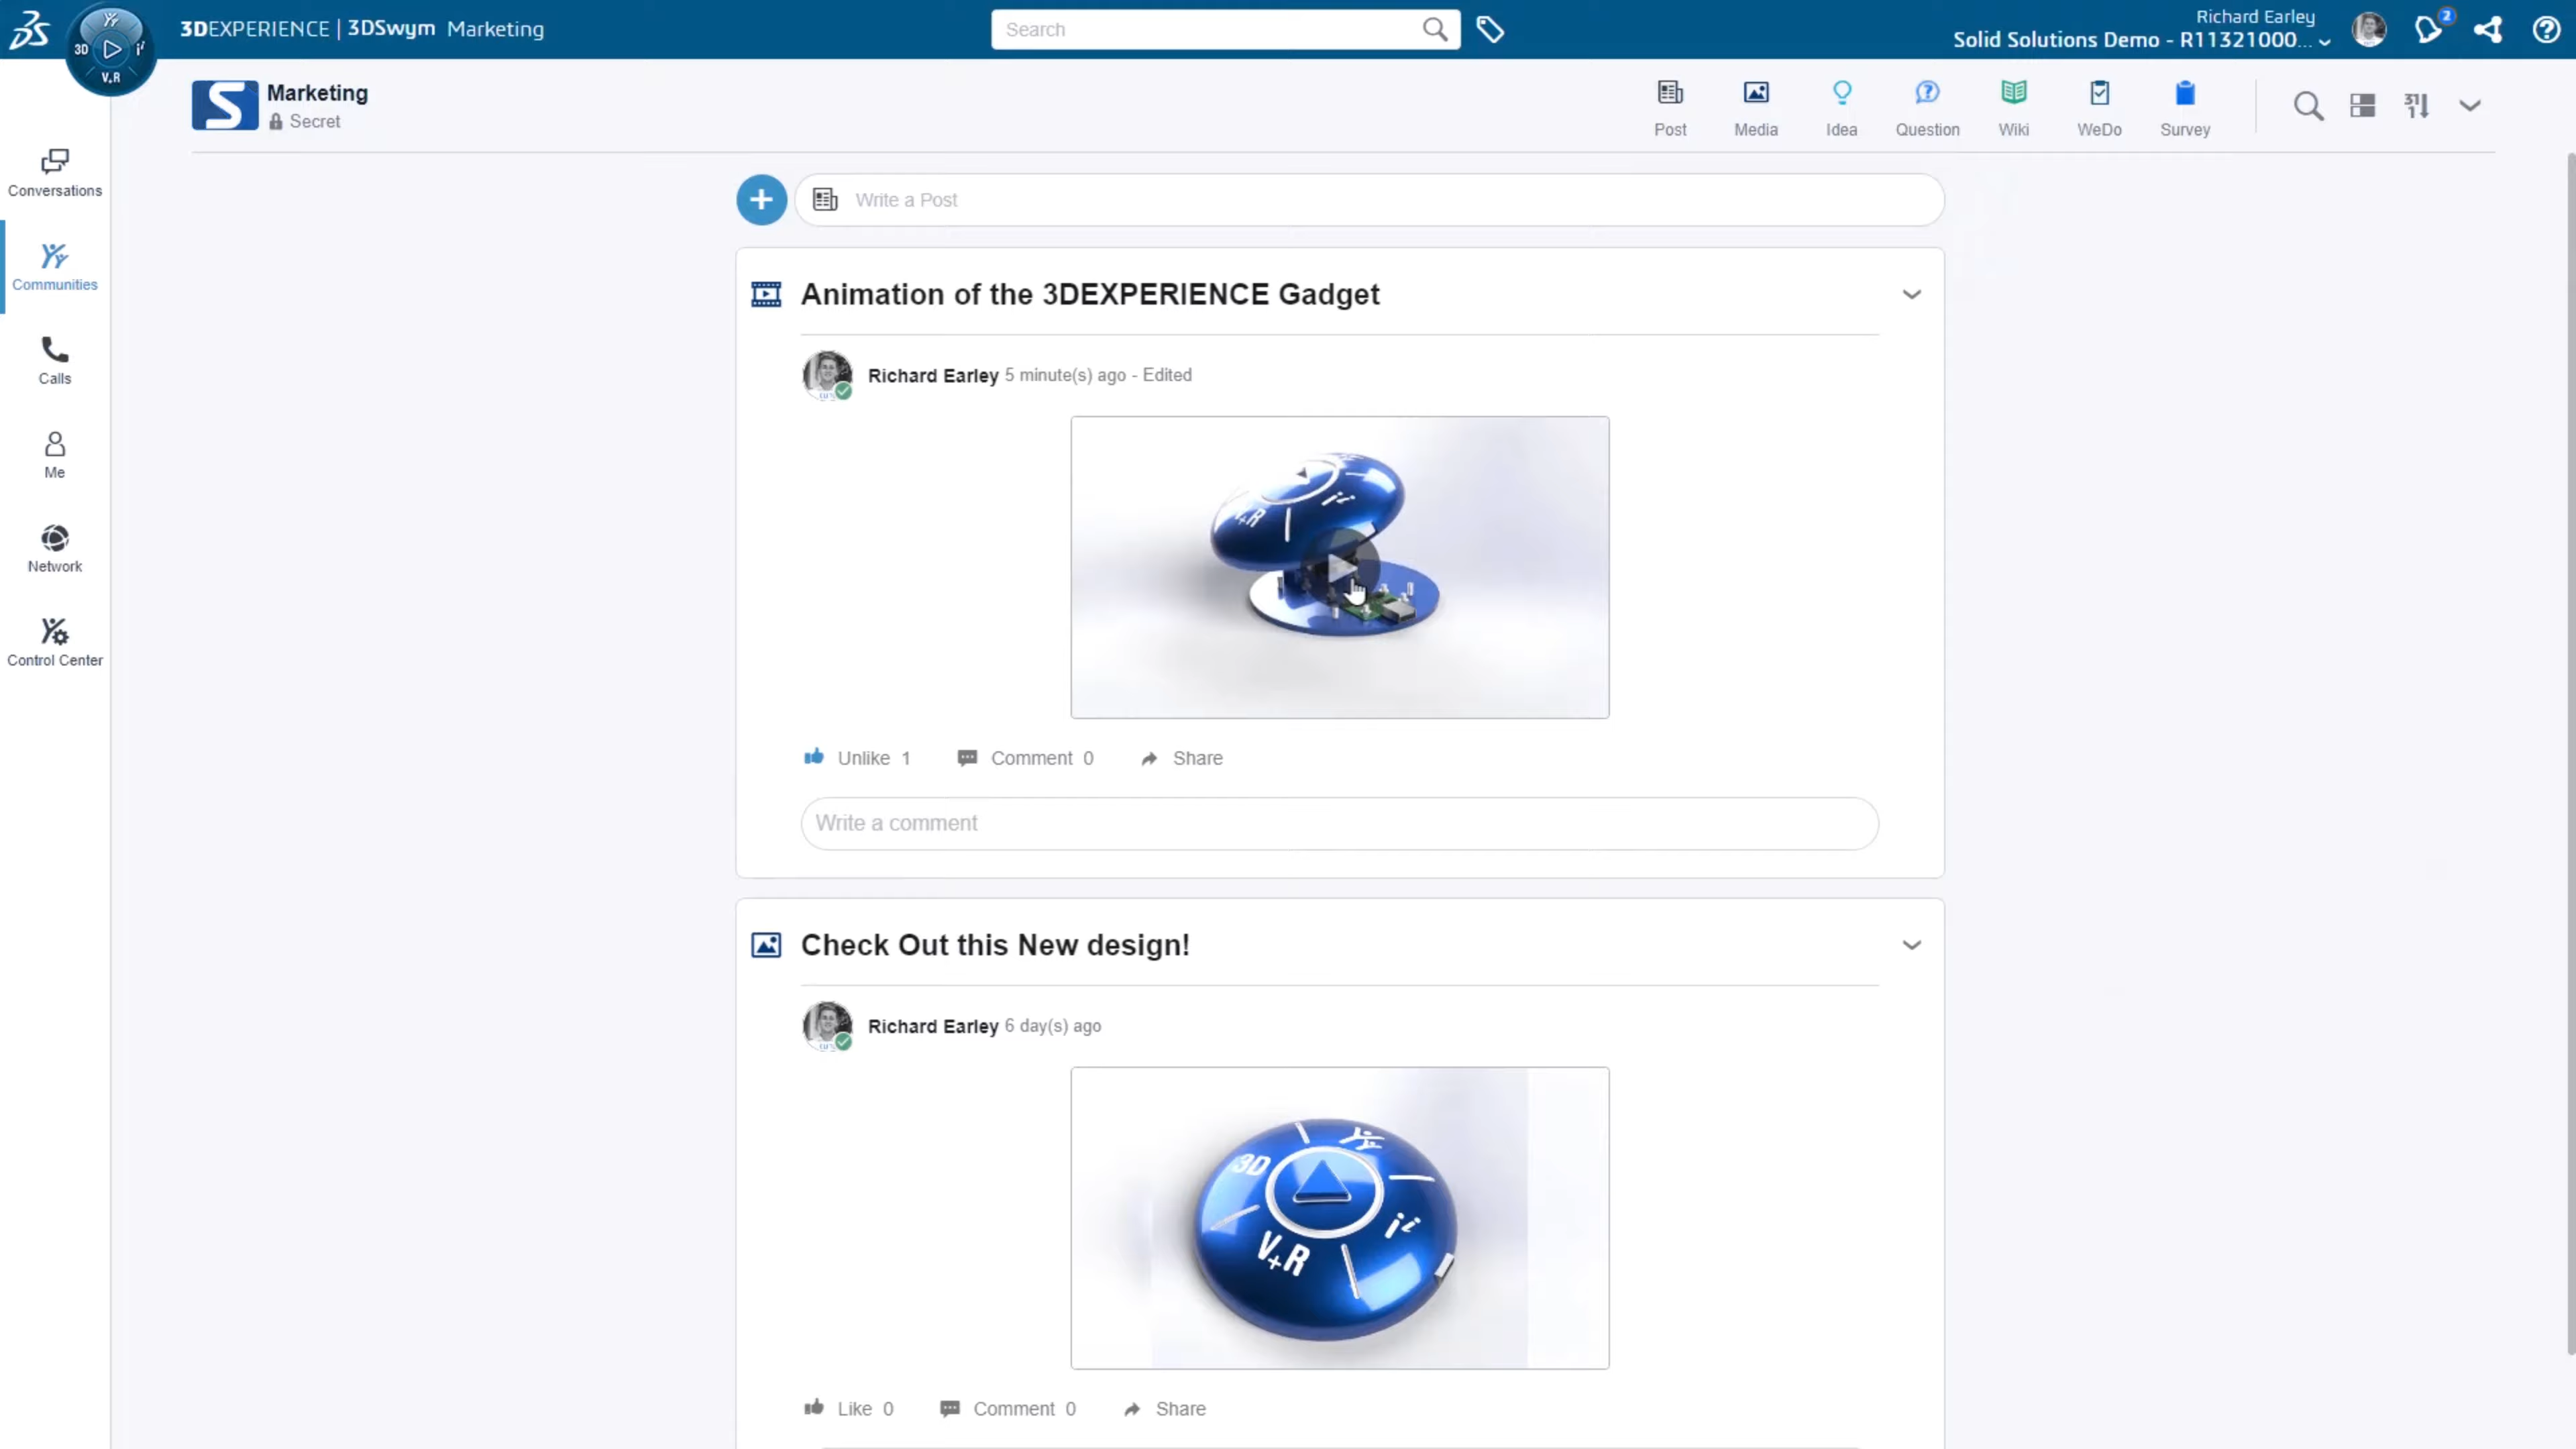 3DEXPERIENCE | 3DSwym Marketing
Search
Richard Earley
Solid Solutions Demo - R11321000...
2
3D
V.R
Marketing
Secret
Post
Media
Idea
Question
Wiki
WeDo
Survey
Conversations
Communities
Calls
Me
Network
Control Center
Write a Post
Animation of the 3DEXPERIENCE Gadget
Richard Earley 5 minute(s) ago - Edited
V+R
Unlike 1
Comment 0
Share
Write a comment
Check Out this New design!
Richard Earley 6 day(s) ago
3D
V+R
Like 0
Comment 0
Share